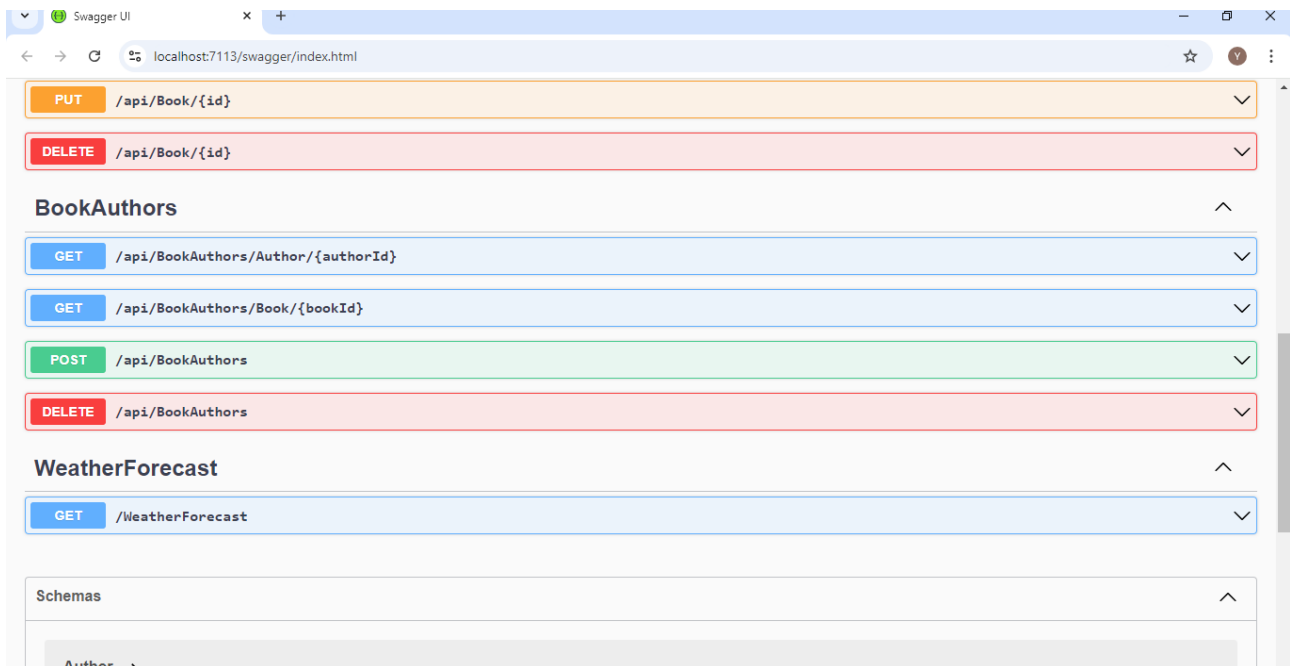 Swagger UI
localhost:7113/swagger/index.html
Y
PUT /api/Book/{id}
DELETE /api/Book/{id}
BookAuthors
GET /api/BookAuthors/Author/{authorId}
GET /api/BookAuthors/Book/{bookId}
POST /api/BookAuthors
DELETE /api/BookAuthors
WeatherForecast
GET /WeatherForecast
Schemas
Author